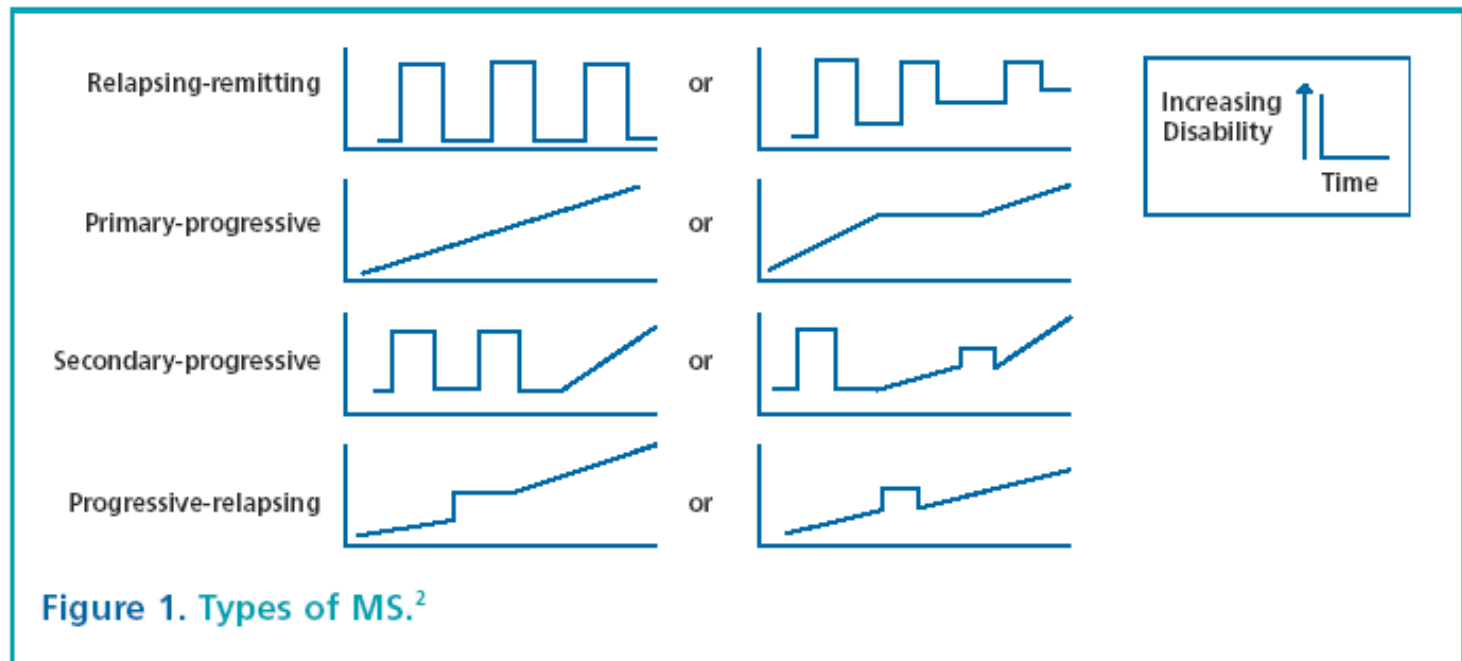 Relapsing-remitting
or
Increasing
Disability
Time
Primary-progressive
or
Secondary-progressive
or
Progressive-relapsing
or
Figure 1. Types of MS.²